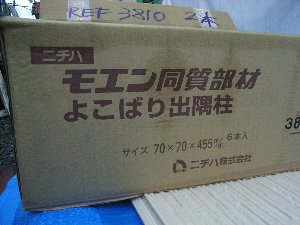 REF 3810 2本
ニチハ
モエン同質部材
よこばり出隅柱
サイズ 70×70×455m/m 6本入
ニチハ株式会社
38